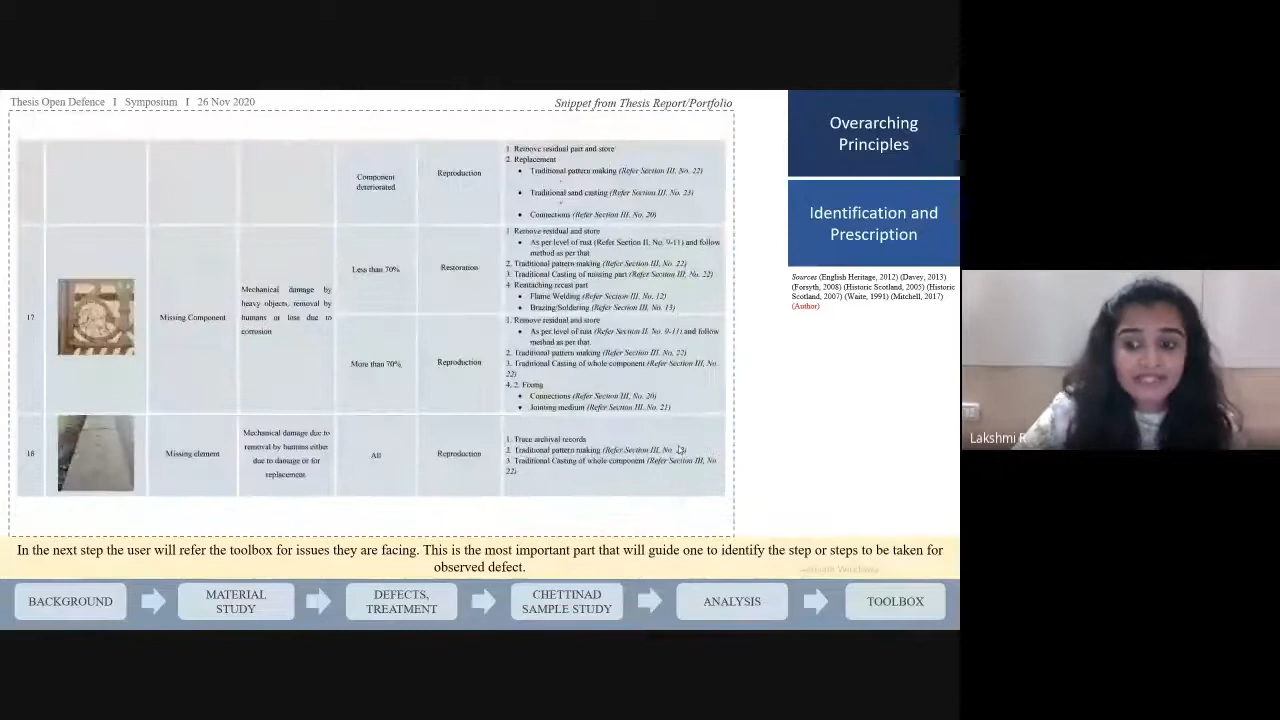 Thesis Open Defence I Symposium I 26 Nov 2020
Snippet from Thesis Report/Portfolio
Component
deteriorated
Reproduction
1. Remove residual part and store
2. Replacement
• Traditional pattern making (Refer Section III, No. 22)
• Traditional sand casting (Refer Section III, No. 23)
• Connections (Refer Section III, No. 20)
17
Missing Component
Mechanical damage by
heavy objects, removal by
humans or loss due to
corrosion
Less than 70%
Restoration
1. Remove residual and store
• As per level of rust (Refer Section II, No. 9-11) and follow
method as per that
2. Traditional pattern making (Refer Section III, No. 22)
3. Traditional Casting of missing part (Refer Section III, No. 22)
4. Reattaching recast part
• Flame Welding (Refer Section III, No. 12)
• Brazing/Soldering (Refer Section III, No. 13)
More than 70%
Reproduction
1. Remove residual and store
• As per level of rust (Refer Section II, No. 9-11) and follow
method as per that.
2. Traditional pattern making (Refer Section III, No. 22)
3. Traditional Casting of whole component (Refer Section III, No.
22)
4. 2. Fixing
• Connections (Refer Section III, No. 20)
• Jointing medium (Refer Section III, No. 21)
18
Missing element
Mechanical damage due to
removal by humans either
due to damage or for
replacement
All
Reproduction
1. Trace archival records
2. Traditional pattern making (Refer Section III, No.
3. Traditional Casting of whole component (Refer Section III, No
22)
Overarching
Principles
Identification and
Prescription
Sources (English Heritage, 2012) (Davey, 2013)
(Forsyth, 2008) (Historic Scotland, 2005) (Historic
Scotland, 2007) (Waite, 1991) (Mitchell, 2017)
(Author)
Lakshmi R
In the next step the user will refer the toolbox for issues they are facing. This is the most important part that will guide one to identify the step or steps to be taken for
observed defect.
BACKGROUND
MATERIAL
STUDY
DEFECTS,
TREATMENT
CHETTINAD
SAMPLE STUDY
ANALYSIS
TOOLBOX